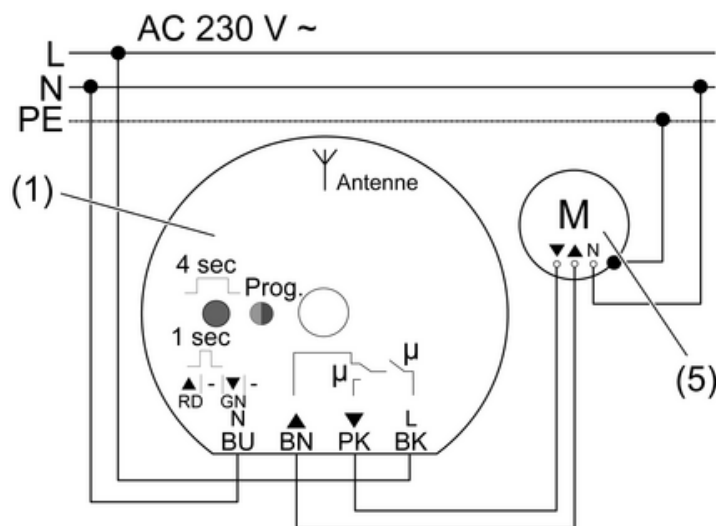 AC 230 V ~
L
N
PE
(1)
Antenne
M
▼ ▲ N
4 sec
Prog.
1 sec
µ
µ
(5)
▲ - ▼ -
RD GN
N ▲ ▼ L
BU BN PK BK